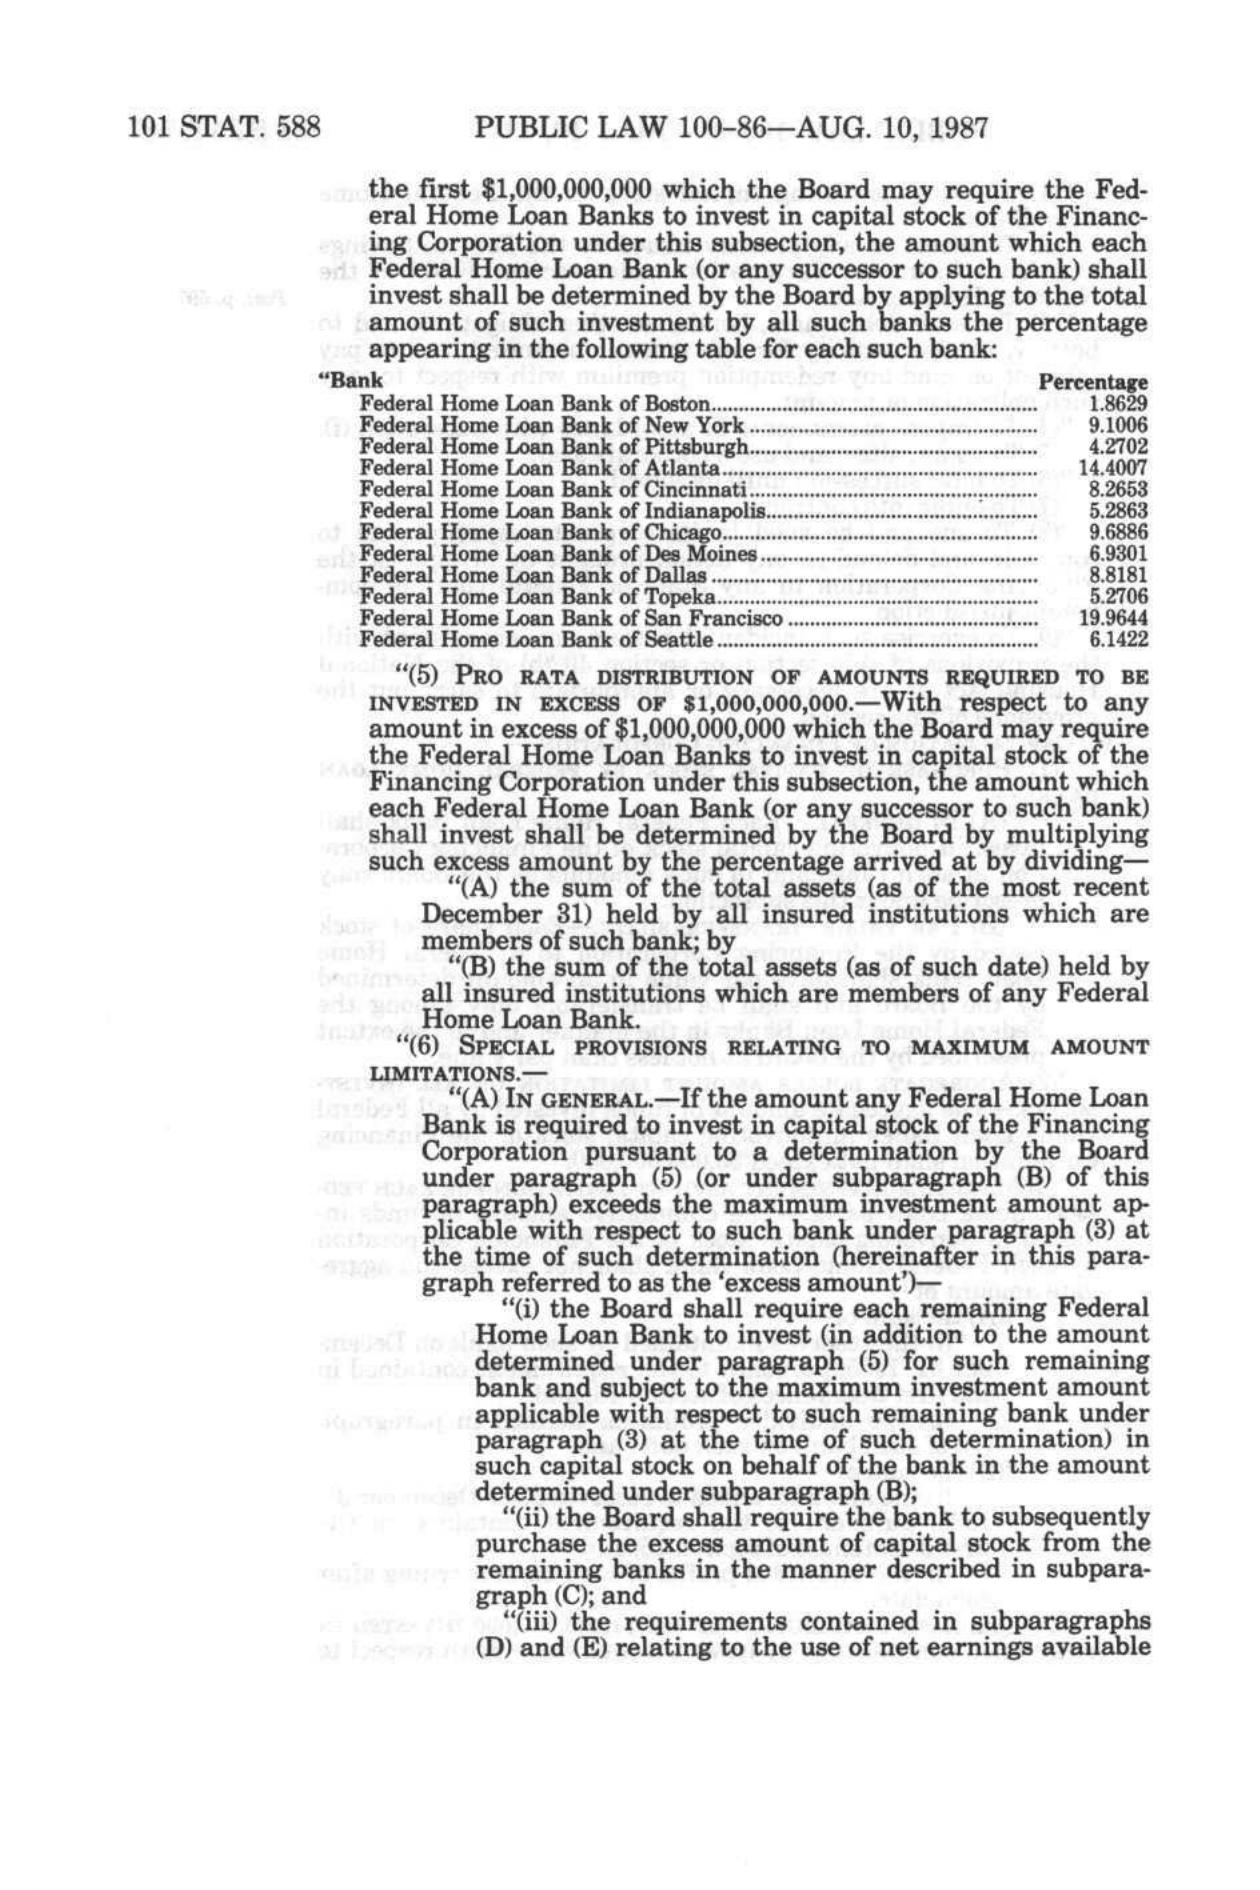 101 STAT. 588 PUBLIC LAW 100-86—AUG. 10, 1987
the first $1,000,000,000 which the Board may require the Fed-
eral Home Loan Banks to invest in capital stock of the Financ-
ing Corporation under this subsection, the amount which each
Federal Home Loan Bank (or any successor to such bank) shall
invest shall be determined by the Board by applying to the total
amount of such investment by all such banks the percentage
appearing in the following table for each such bank:
“Bank Percentage
Federal Home Loan Bank of Boston 1.8629
Federal Home Loan Bank of New York 9.1006
Federal Home Loan Bank of Pittsburgh 4.2702
Federal Home Loan Bank of Atlanta 14.4007
Federal Home Loan Bank of Cincinnati 8.2653
Federal Home Loan Bank of Indianapolis 5.2863
Federal Home Loan Bank of Chicago 9.6886
Federal Home Loan Bank of Des Moines 6.9301
Federal Home Loan Bank of Dallas 8.8181
Federal Home Loan Bank of Topeka 5.2706
Federal Home Loan Bank of San Francisco 19.9644
Federal Home Loan Bank of Seattle 6.1422
“(5) PRO RATA DISTRIBUTION OF AMOUNTS REQUIRED TO BE
INVESTED IN EXCESS OF $1,000,000,000.—With respect to any
amount in excess of $1,000,000,000 which the Board may require
the Federal Home Loan Banks to invest in capital stock of the
Financing Corporation under this subsection, the amount which
each Federal Home Loan Bank (or any successor to such bank)
shall invest shall be determined by the Board by multiplying
such excess amount by the percentage arrived at by dividing—
“(A) the sum of the total assets (as of the most recent
December 31) held by all insured institutions which are
members of such bank; by
“(B) the sum of the total assets (as of such date) held by
all insured institutions which are members of any Federal
Home Loan Bank.
“(6) SPECIAL PROVISIONS RELATING TO MAXIMUM AMOUNT
LIMITATIONS.—
“(A) IN GENERAL.—If the amount any Federal Home Loan
Bank is required to invest in capital stock of the Financing
Corporation pursuant to a determination by the Board
under paragraph (5) (or under subparagraph (B) of this
paragraph) exceeds the maximum investment amount ap-
plicable with respect to such bank under paragraph (3) at
the time of such determination (hereinafter in this para-
graph referred to as the ‘excess amount’)—
“(i) the Board shall require each remaining Federal
Home Loan Bank to invest (in addition to the amount
determined under paragraph (5) for such remaining
bank and subject to the maximum investment amount
applicable with respect to such remaining bank under
paragraph (3) at the time of such determination) in
such capital stock on behalf of the bank in the amount
determined under subparagraph (B);
“(ii) the Board shall require the bank to subsequently
purchase the excess amount of capital stock from the
remaining banks in the manner described in subpara-
graph (C); and
“(iii) the requirements contained in subparagraphs
(D) and (E) relating to the use of net earnings available